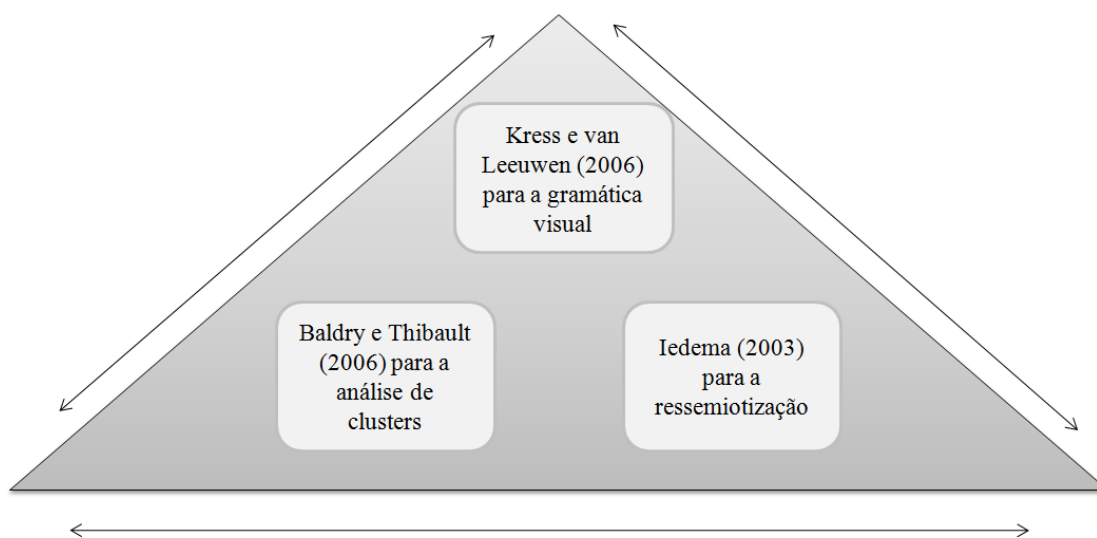 Kress e van
Leeuwen (2006)
para a gramática
visual
Baldry e Thibault
(2006) para a
análise de
clusters
Iedema (2003)
para a
ressemiotização